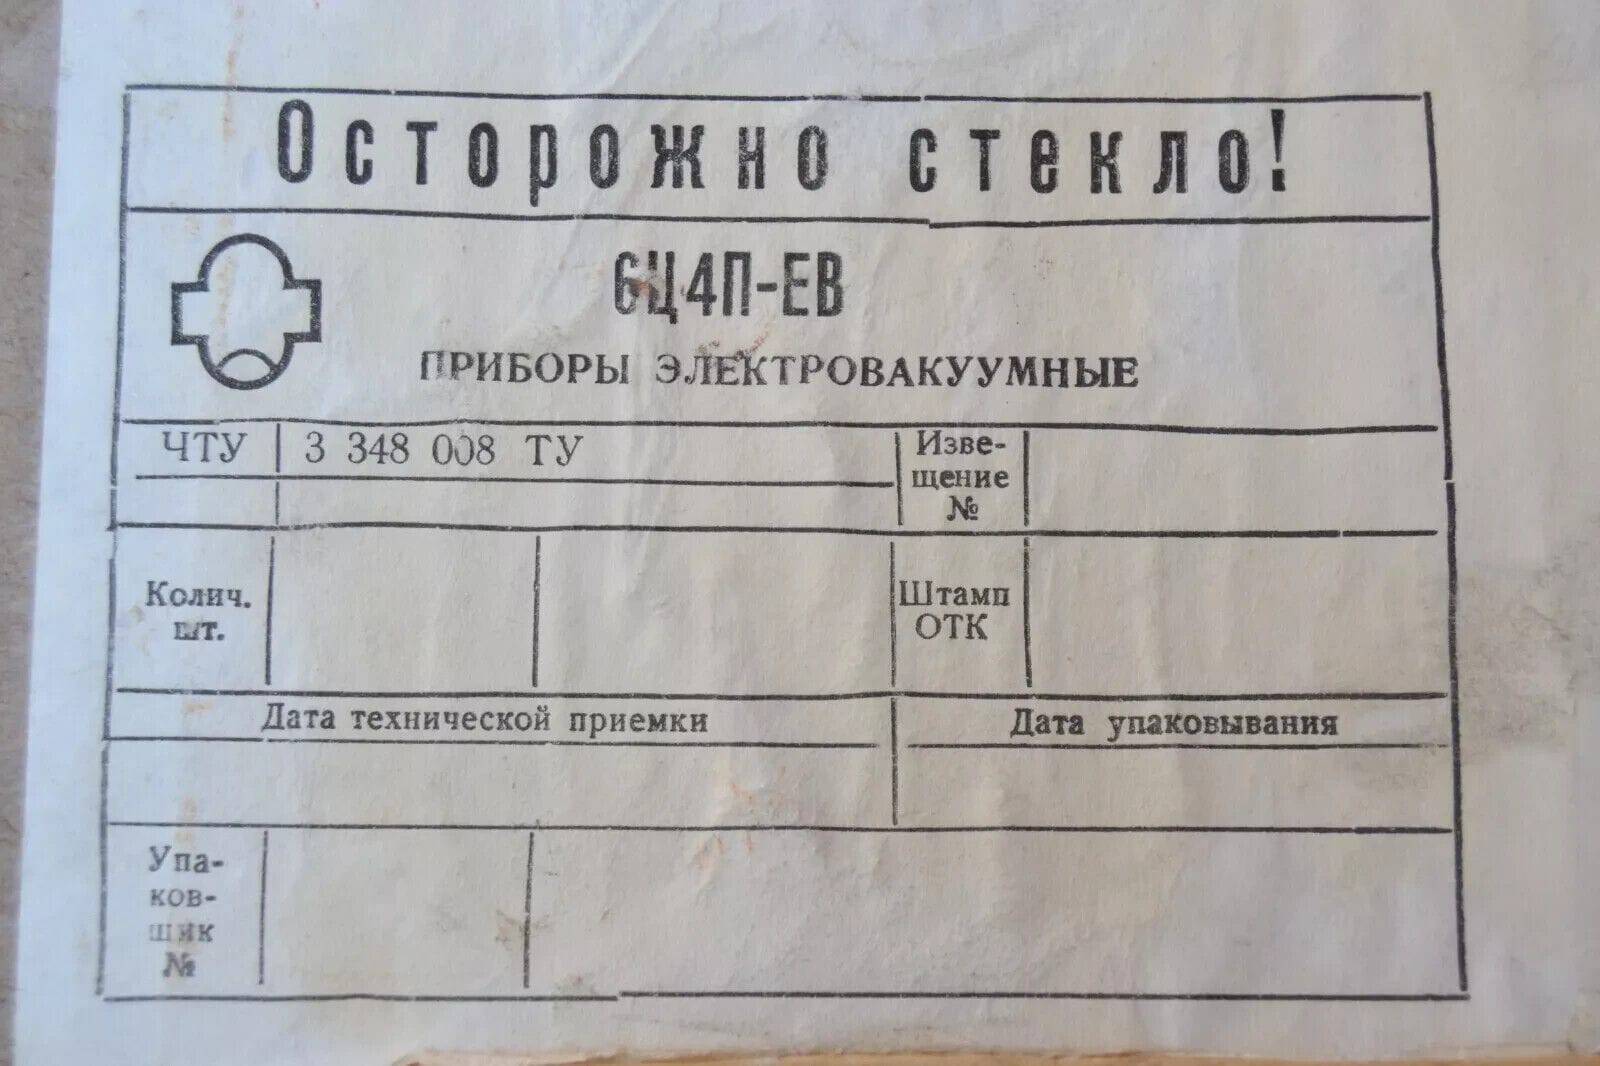 Осторожно стекло!
6Ц4П-ЕВ
ПРИБОРЫ ЭЛЕКТРОВАКУУМНЫЕ
ЧТУ 3 348 008 ТУ
Изве-
щение
№
Колич.
шт.
Штамп
ОТК
Дата технической приемки
Дата упаковывания
Упа-
ков-
щик
№